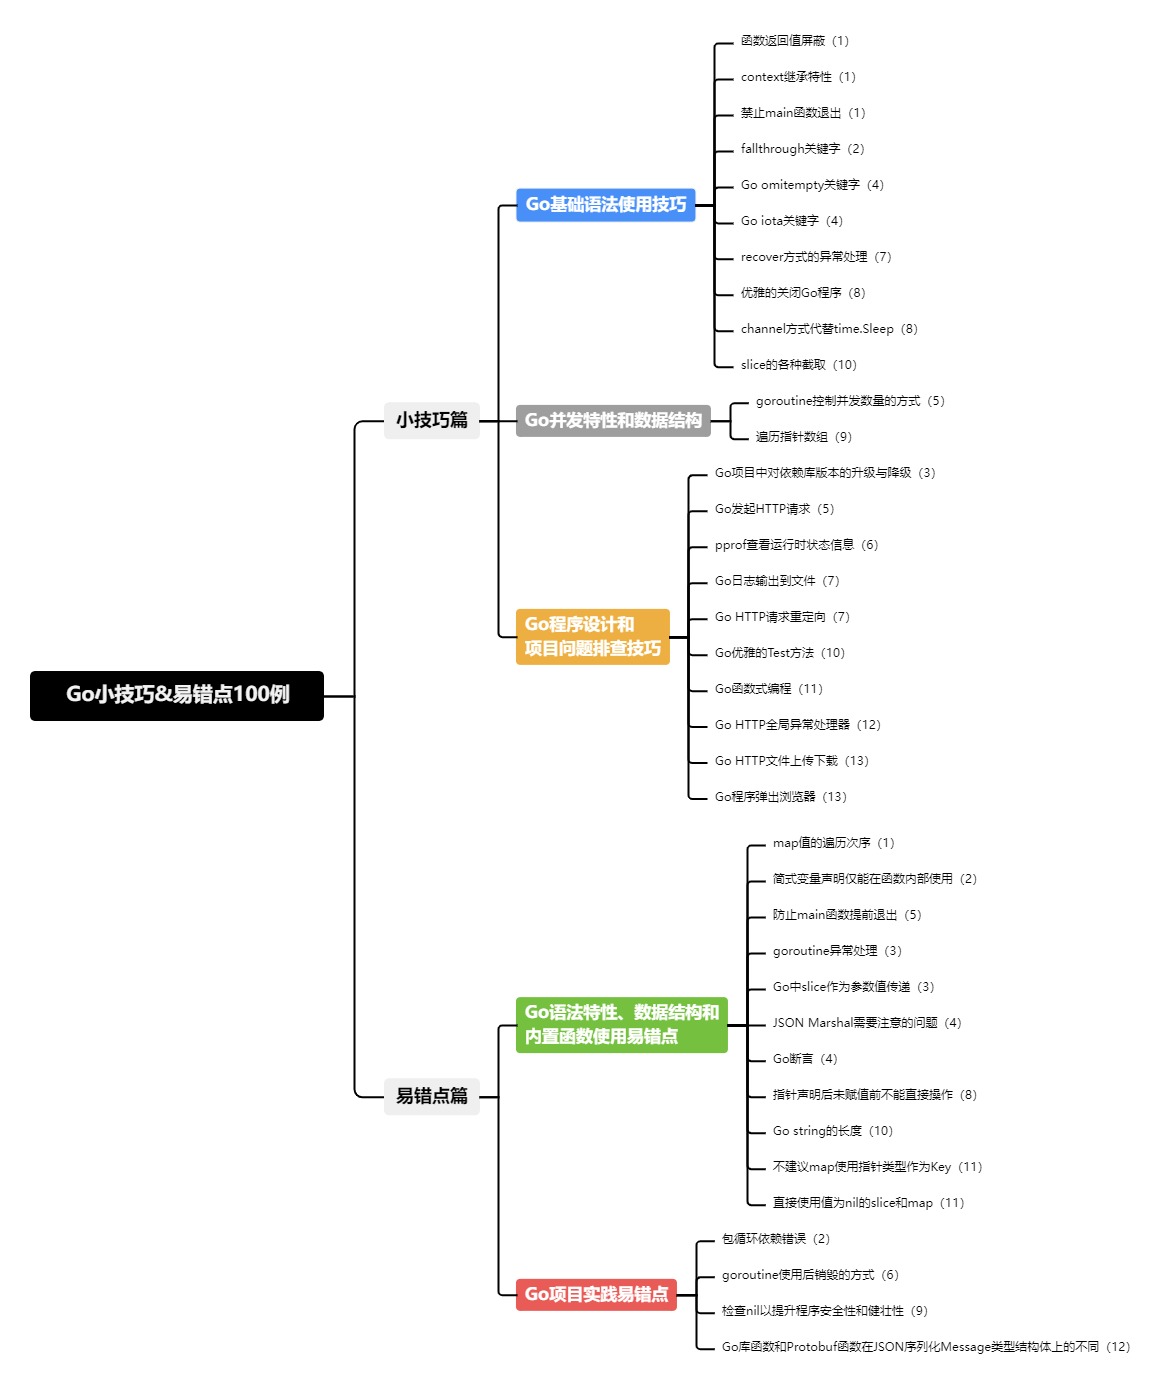 Go小技巧&易错点100例
小技巧篇
Go基础语法使用技巧
函数返回值屏蔽（1）
context继承特性（1）
禁止main函数退出（1）
fallthrough关键字（2）
Go omitempty关键字（4）
Go iota关键字（4）
recover方式的异常处理（7）
优雅的关闭Go程序（8）
channel方式代替time.Sleep（8）
slice的各种截取（10）
Go并发特性和数据结构
goroutine控制并发数量的方式（5）
遍历指针数组（9）
Go程序设计和
项目问题排查技巧
Go项目中对依赖库版本的升级与降级（3）
Go发起HTTP请求（5）
pprof查看运行时状态信息（6）
Go日志输出到文件（7）
Go HTTP请求重定向（7）
Go优雅的Test方法（10）
Go函数式编程（11）
Go HTTP全局异常处理器（12）
Go HTTP文件上传下载（13）
Go程序弹出浏览器（13）
易错点篇
Go语法特性、数据结构和
内置函数使用易错点
map值的遍历次序（1）
简式变量声明仅能在函数内部使用（2）
防止main函数提前退出（5）
goroutine异常处理（3）
Go中slice作为参数值传递（3）
JSON Marshal需要注意的问题（4）
Go断言（4）
指针声明后未赋值前不能直接操作（8）
Go string的长度（10）
不建议map使用指针类型作为Key（11）
直接使用值为nil的slice和map（11）
Go项目实践易错点
包循环依赖错误（2）
goroutine使用后销毁的方式（6）
检查nil以提升程序安全性和健壮性（9）
Go库函数和Protobuf函数在JSON序列化Message类型结构体上的不同（12）